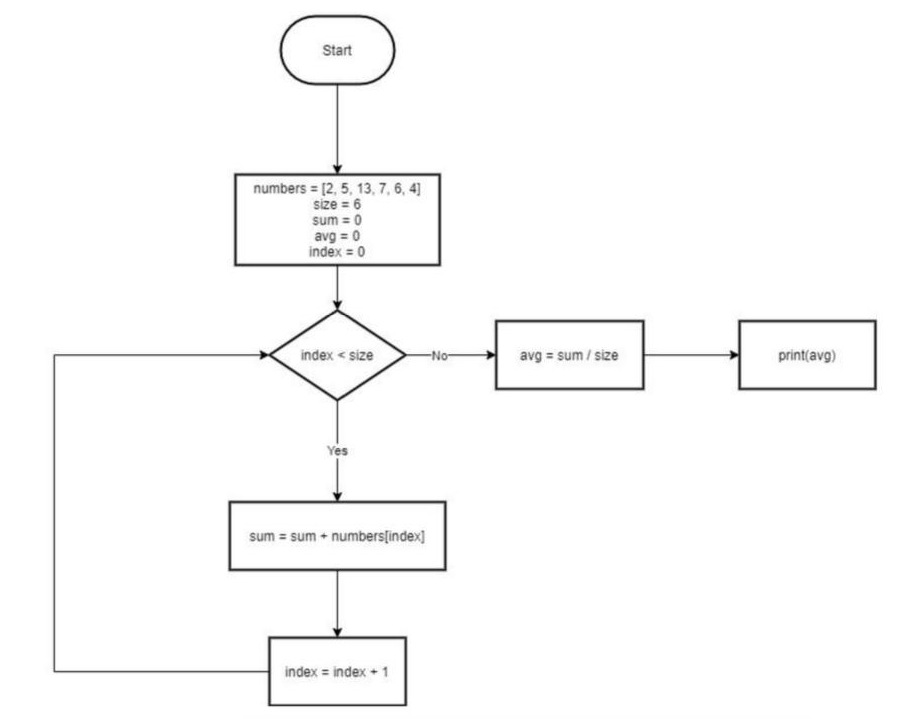 Start
numbers = [2, 5, 13, 7, 6, 4]
size = 6
sum = 0
avg = 0
index = 0
index < size
No
avg = sum / size
print(avg)
Yes
sum = sum + numbers[index]
index = index + 1